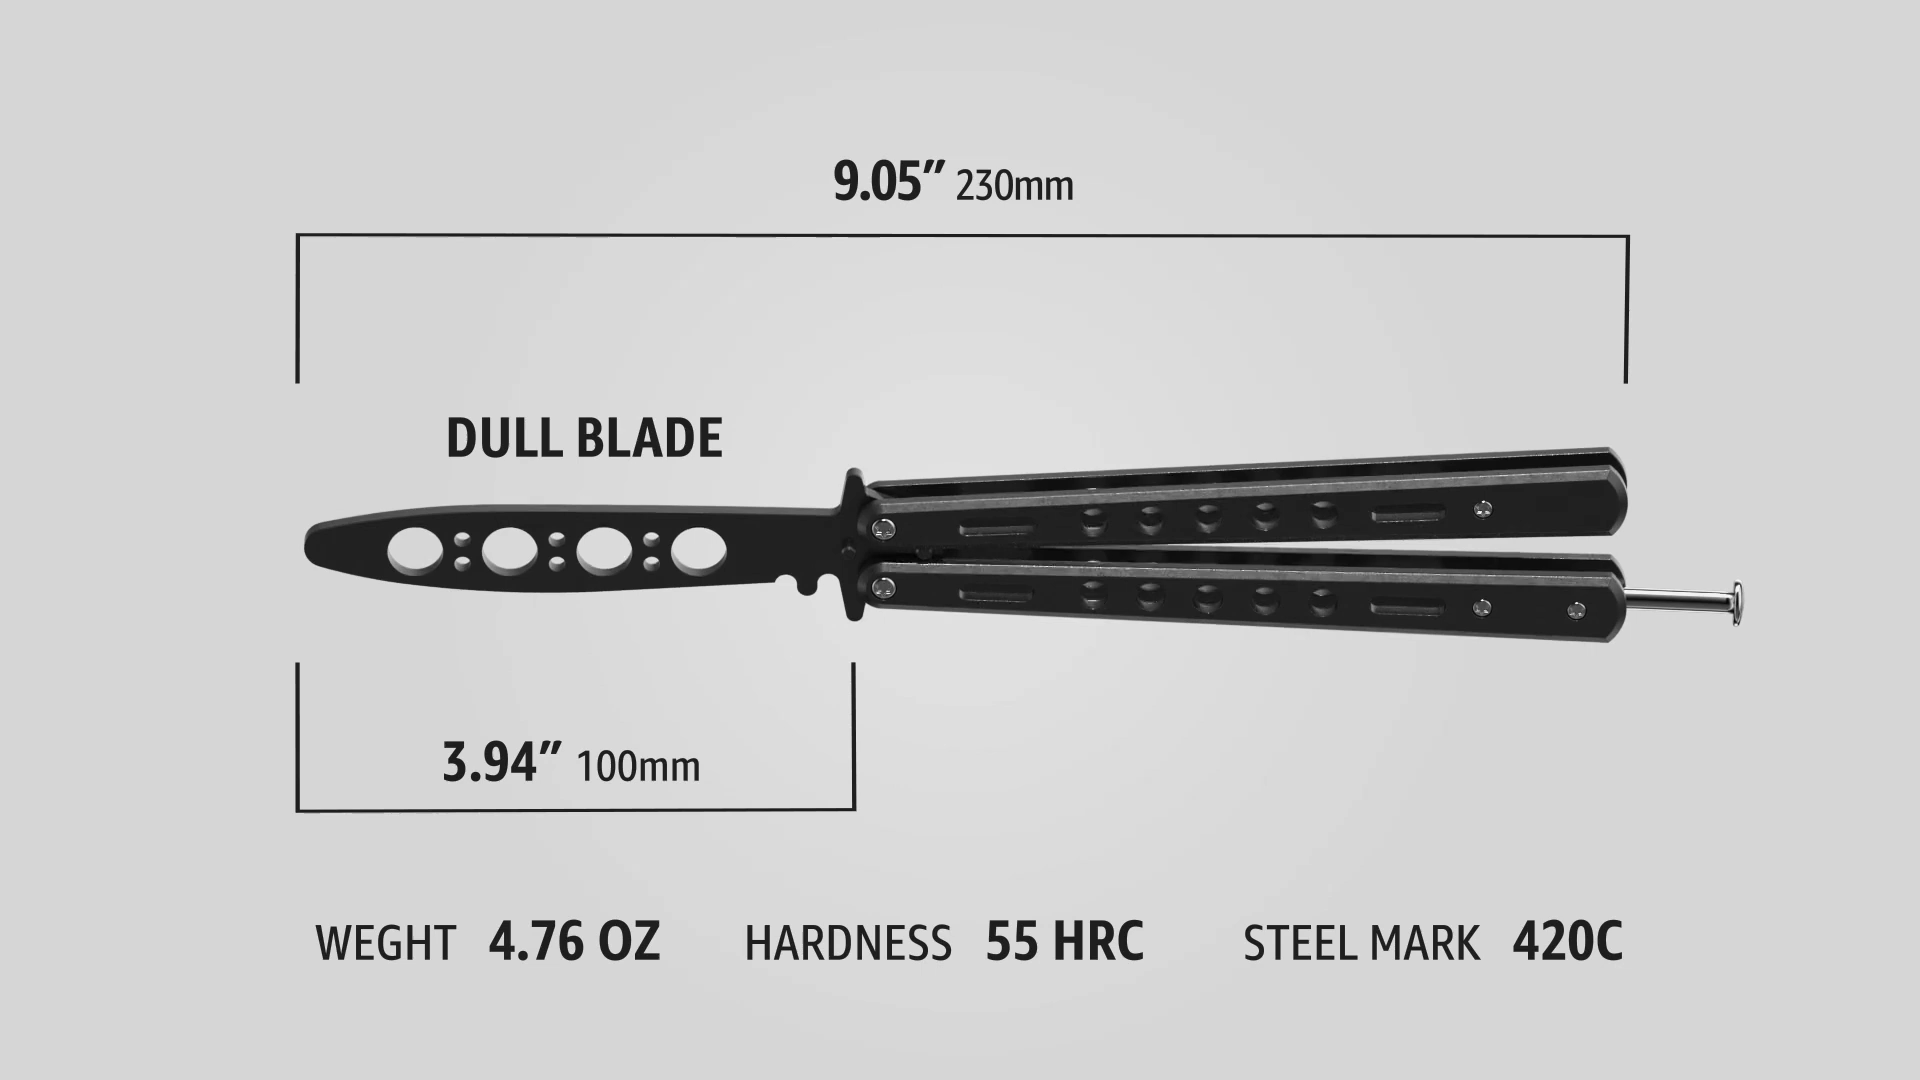 9.05″ 230mm
DULL BLADE
3.94″ 100mm
WEGHT 4.76 OZ HARDNESS 55 HRC STEEL MARK 420C